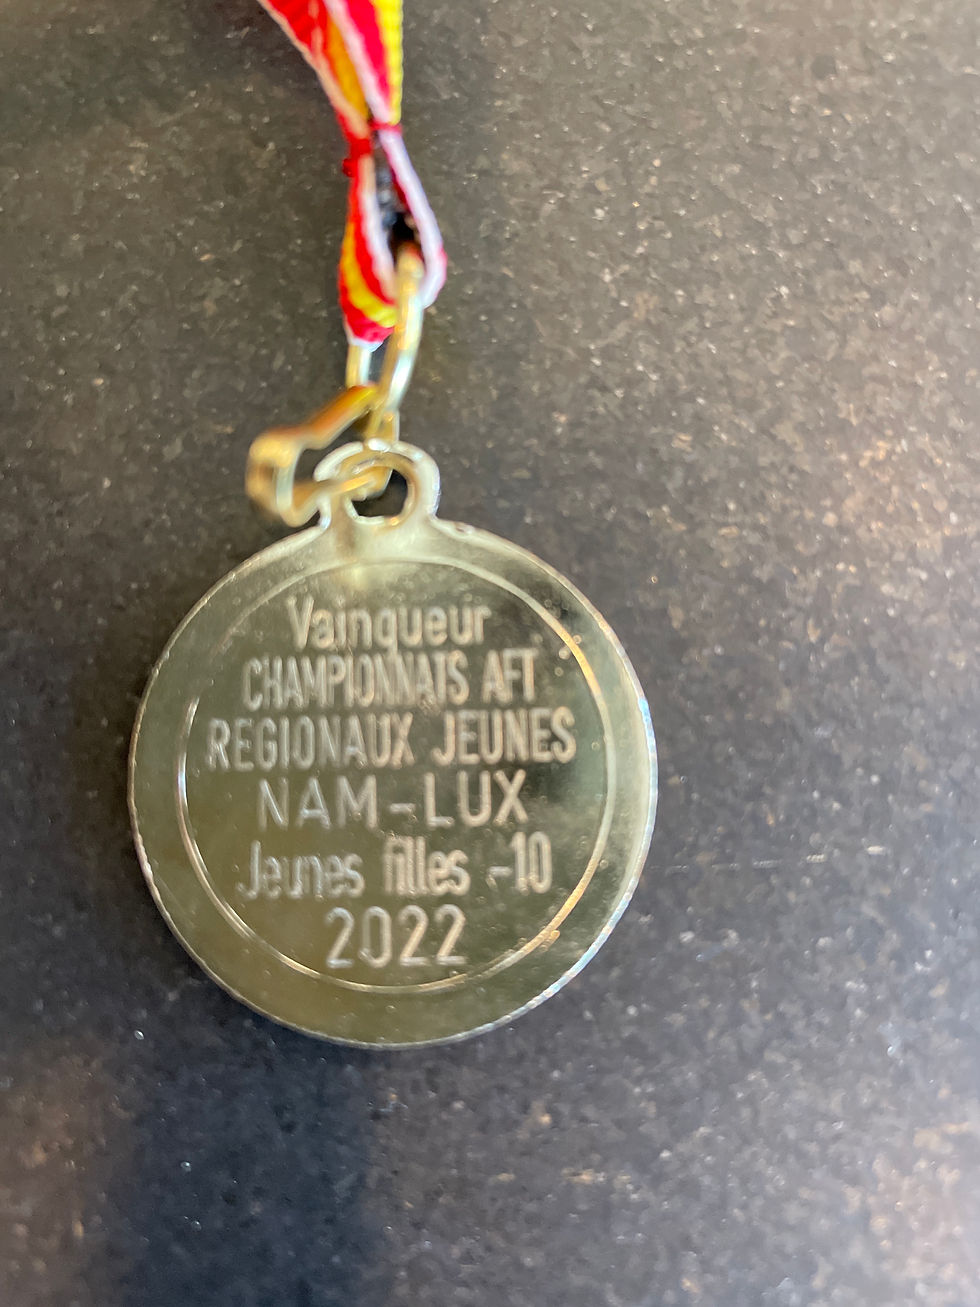 Vainqueur
CHAMPIONNATS AFT
REGIONAUX JEUNES
NAM-LUX
Jeunes filles -10
2022